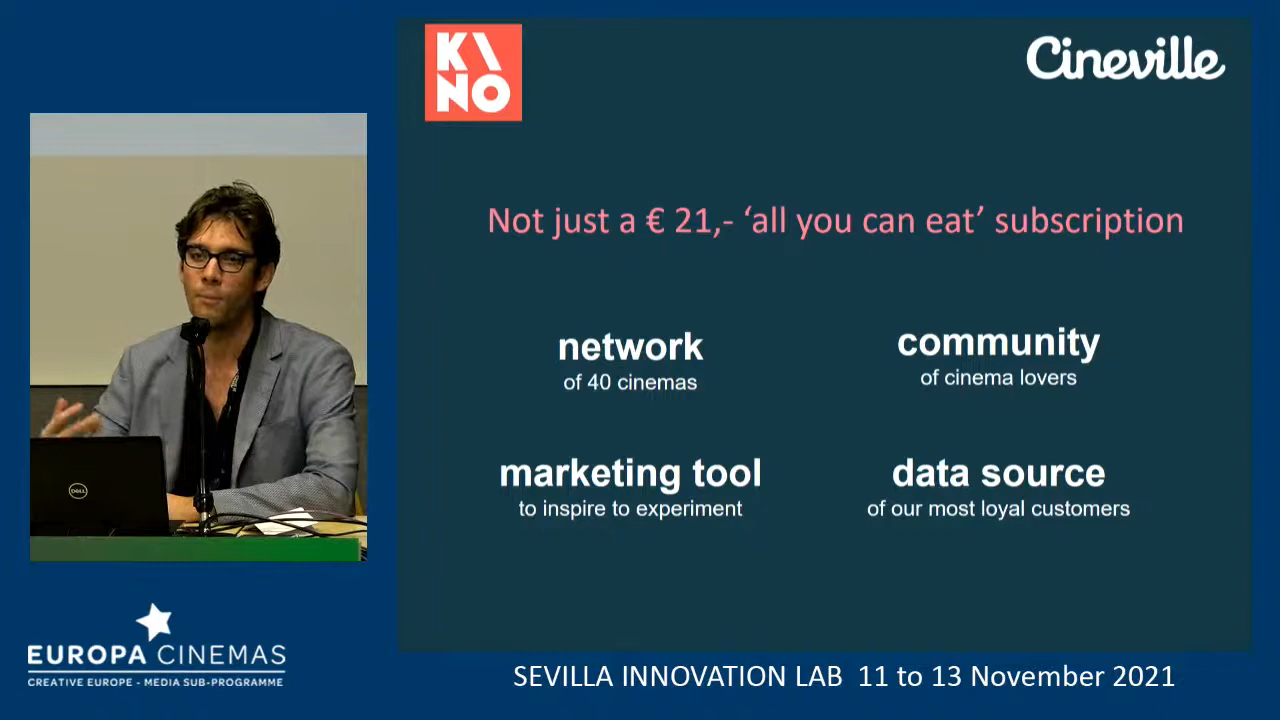 K\
NO
Cineville
Not just a € 21,- ‘all you can eat’ subscription
network
of 40 cinemas
community
of cinema lovers
marketing tool
to inspire to experiment
data source
of our most loyal customers
DELL
EUROPA CINEMAS
CREATIVE EUROPE - MEDIA SUB-PROGRAMME
SEVILLA INNOVATION LAB 11 to 13 November 2021